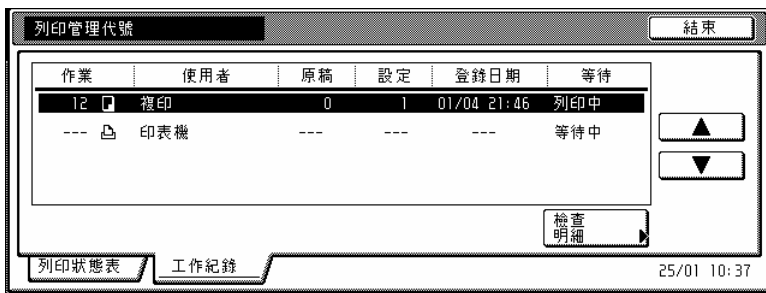 列印管理代號 結束
作業 使用者 原稿 設定 登錄日期 等待
12 複印 0 1 01/04 21:46 列印中
--- 印表機 --- --- --- 等待中
▲
▼
檢查
明細
列印狀態表 工作紀錄 25/01 10:37